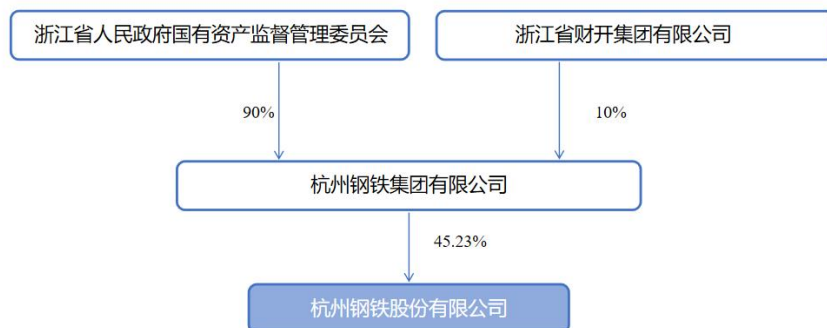 浙江省人民政府国有资产监督管理委员会
浙江省财开集团有限公司
90%
10%
杭州钢铁集团有限公司
45.23%
杭州钢铁股份有限公司